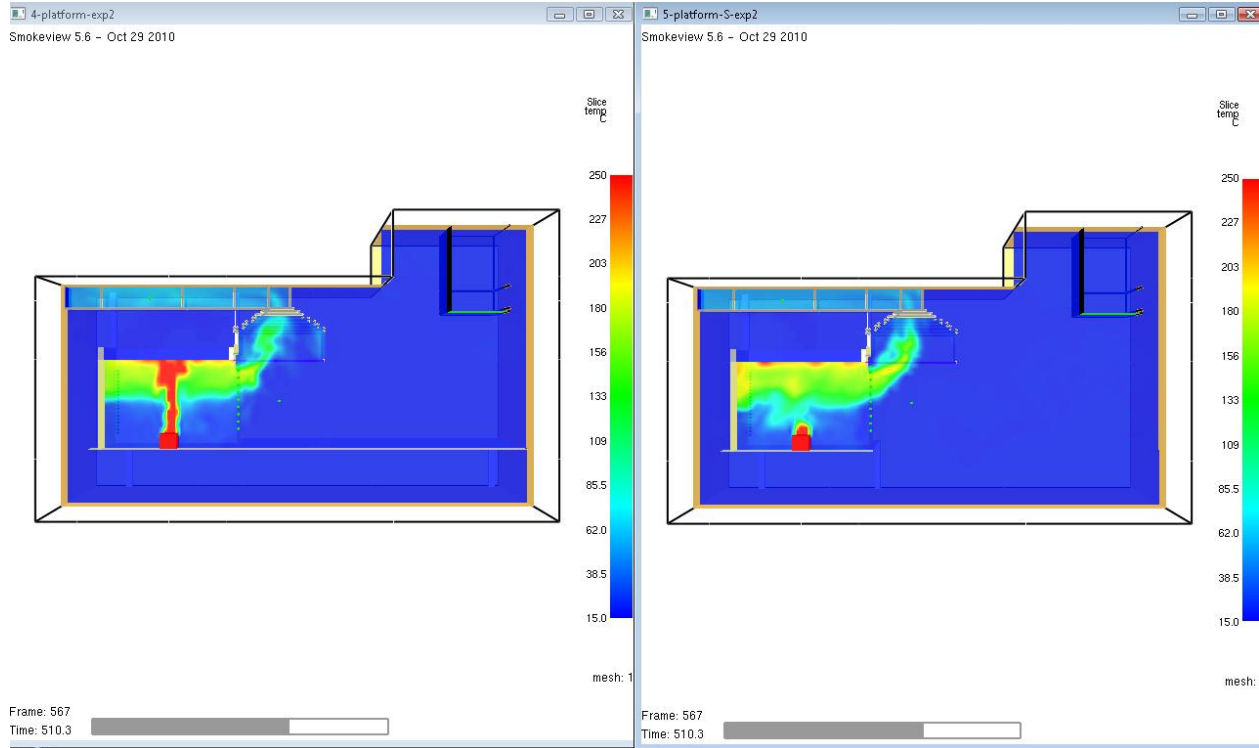 4-platform-exp2
Smokeview 5.6 - Oct 29 2010
Slice
temp
C
250
227
203
180
156
133
109
85.5
62.0
38.5
15.0
mesh: 1
Frame: 567
Time: 510.3
5-platform-S-exp2
Smokeview 5.6 - Oct 29 2010
Slice
temp
C
250
227
203
180
156
133
109
85.5
62.0
38.5
15.0
mesh:
Frame: 567
Time: 510.3